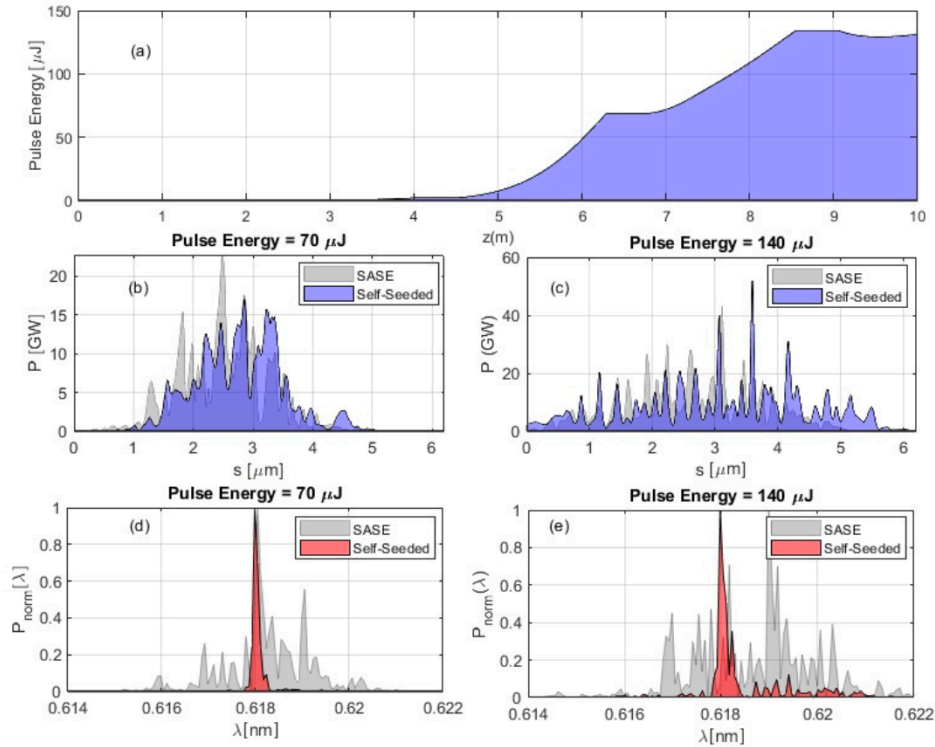 150
100
50
0
Pulse Energy [ μJ]
(a)
0 1 2 3 4 5 6 7 8 9 10
z(m)
Pulse Energy = 70 μJ
20
15
10
5
0
P [GW]
(b)
SASE
Self-Seeded
0 1 2 3 4 5 6
s [μm]
Pulse Energy = 140 μJ
60
40
20
0
P (GW)
(c)
SASE
Self-Seeded
0 1 2 3 4 5 6
s [μm]
Pulse Energy = 70 μJ
1
0.8
0.6
0.4
0.2
0
Pnorm[λ]
(d)
SASE
Self-Seeded
0.614 0.616 0.618 0.62 0.622
λ[nm]
Pulse Energy = 140 μJ
1
0.8
0.6
0.4
0.2
0
Pnorm(λ)
(e)
SASE
Self-Seeded
0.614 0.616 0.618 0.62 0.622
λ[nm]